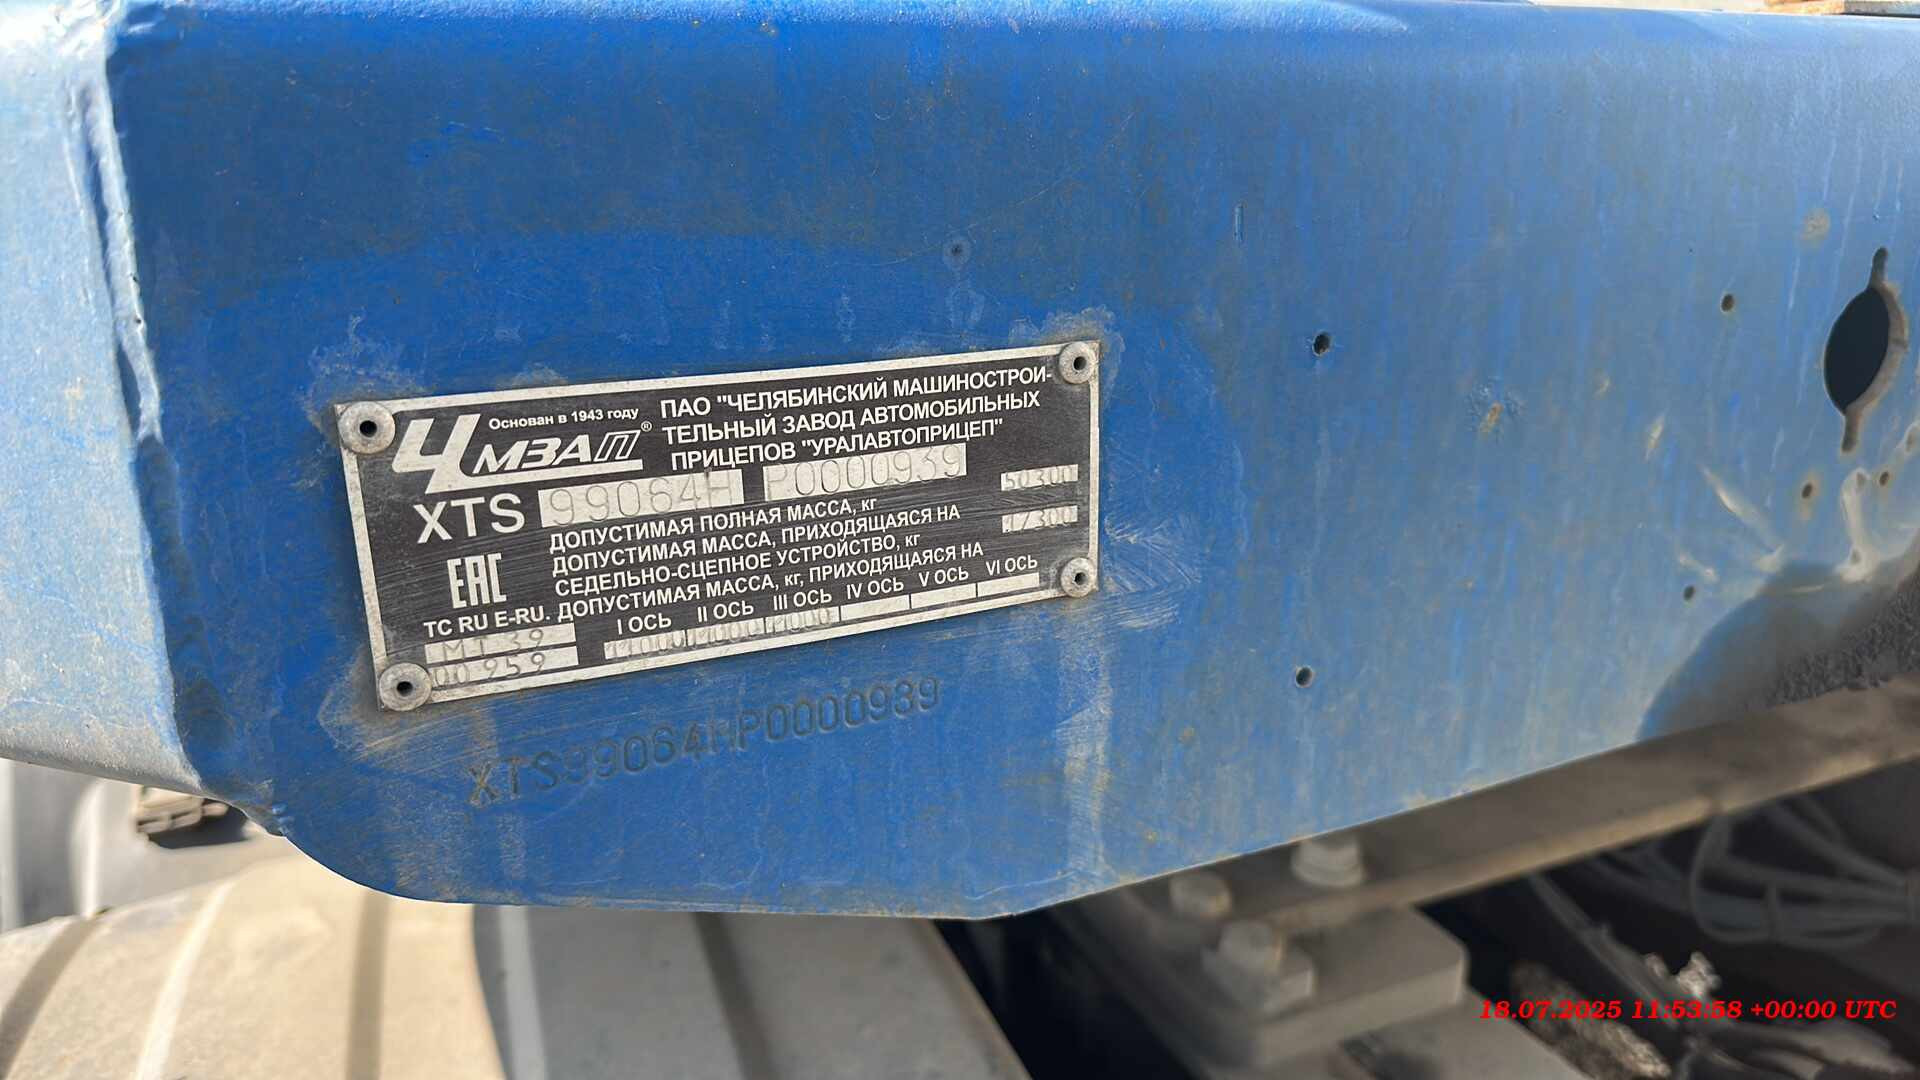 Основан в 1943 году
ЧМЗАП®
ПАО "ЧЕЛЯБИНСКИЙ МАШИНОСТРОИ-
ТЕЛЬНЫЙ ЗАВОД АВТОМОБИЛЬНЫХ
ПРИЦЕПОВ "УРАЛАВТОПРИЦЕП"
XTS 99064H P0000939
ДОПУСТИМАЯ ПОЛНАЯ МАССА, кг 50300
ДОПУСТИМАЯ МАССА, ПРИХОДЯЩАЯСЯ НА
СЕДЕЛЬНО-СЦЕПНОЕ УСТРОЙСТВО, кг
EAC
ДОПУСТИМАЯ МАССА, кг, ПРИХОДЯЩАЯСЯ НА
TC RU E-RU.
I ОСЬ II ОСЬ III ОСЬ IV ОСЬ V ОСЬ VI ОСЬ
МТ 39
00959
11000
XTS99064HP0000939
18.07.2025 11:53:58 +00:00 UTC